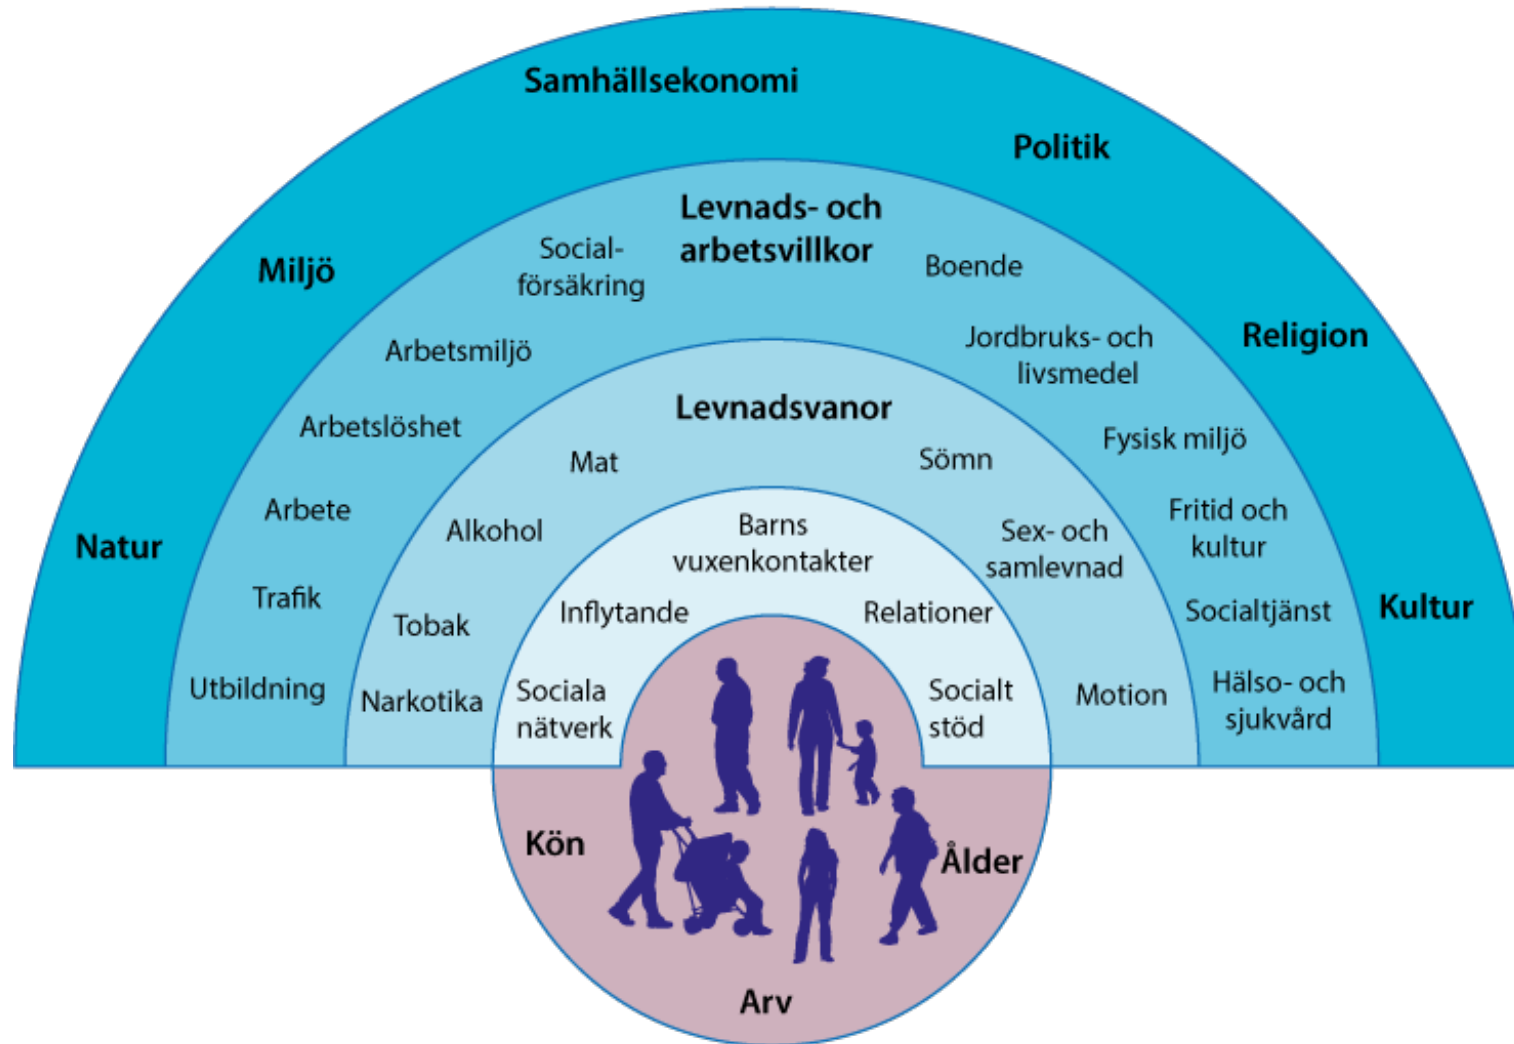 Samhällsekonomi
Politik
Miljö
Religion
Natur
Kultur
Levnads- och
arbetsvillkor
Social-
försäkring
Boende
Arbetsmiljö
Jordbruks- och
livsmedel
Arbetslöshet
Fysisk miljö
Arbete
Fritid och
kultur
Trafik
Socialtjänst
Utbildning
Hälso- och
sjukvård
Levnadsvanor
Mat
Sömn
Alkohol
Sex- och
samlevnad
Tobak
Narkotika
Motion
Barns
vuxenkontakter
Inflytande
Relationer
Sociala
nätverk
Socialt
stöd
Kön
Ålder
Arv